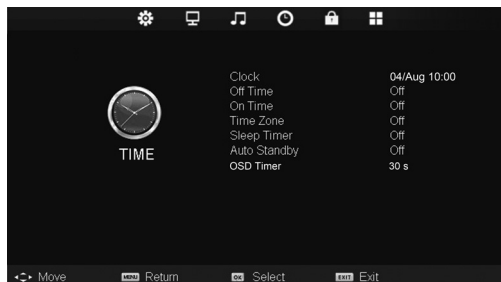 Clock 04/Aug 10:00
Off Time Off
On Time Off
Time Zone Off
Sleep Timer Off
Auto Standby Off
OSD Timer 30 s
TIME
Move MENU Return OK Select EXIT Exit